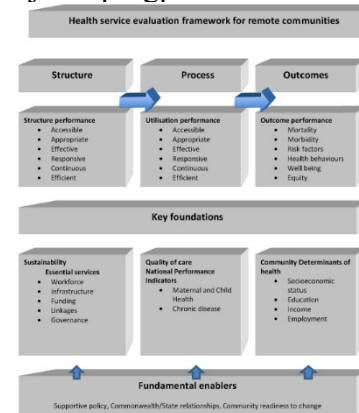 Health service evaluation framework for remote communities
Structure
Process
Outcomes
Structure performance
• Accessible
• Appropriate
• Effective
• Responsive
• Continuous
• Efficient
Utilisation performance
• Accessible
• Appropriate
• Effective
• Responsive
• Continuous
• Efficient
Outcome performance
• Mortality
• Morbidity
• Risk factors
• Health behaviours
• Well being
• Equity
Key foundations
Sustainability
Essential services
• Workforce
• Infrastructure
• Funding
• Linkages
• Governance
Quality of care
National Performance
Indicators
• Maternal and Child
Health
• Chronic disease
Community Determinants of
health
• Socioeconomic
status
• Education
• Income
• Employment
Fundamental enablers
Supportive policy, Commonwealth/State relationships, Community readiness to change